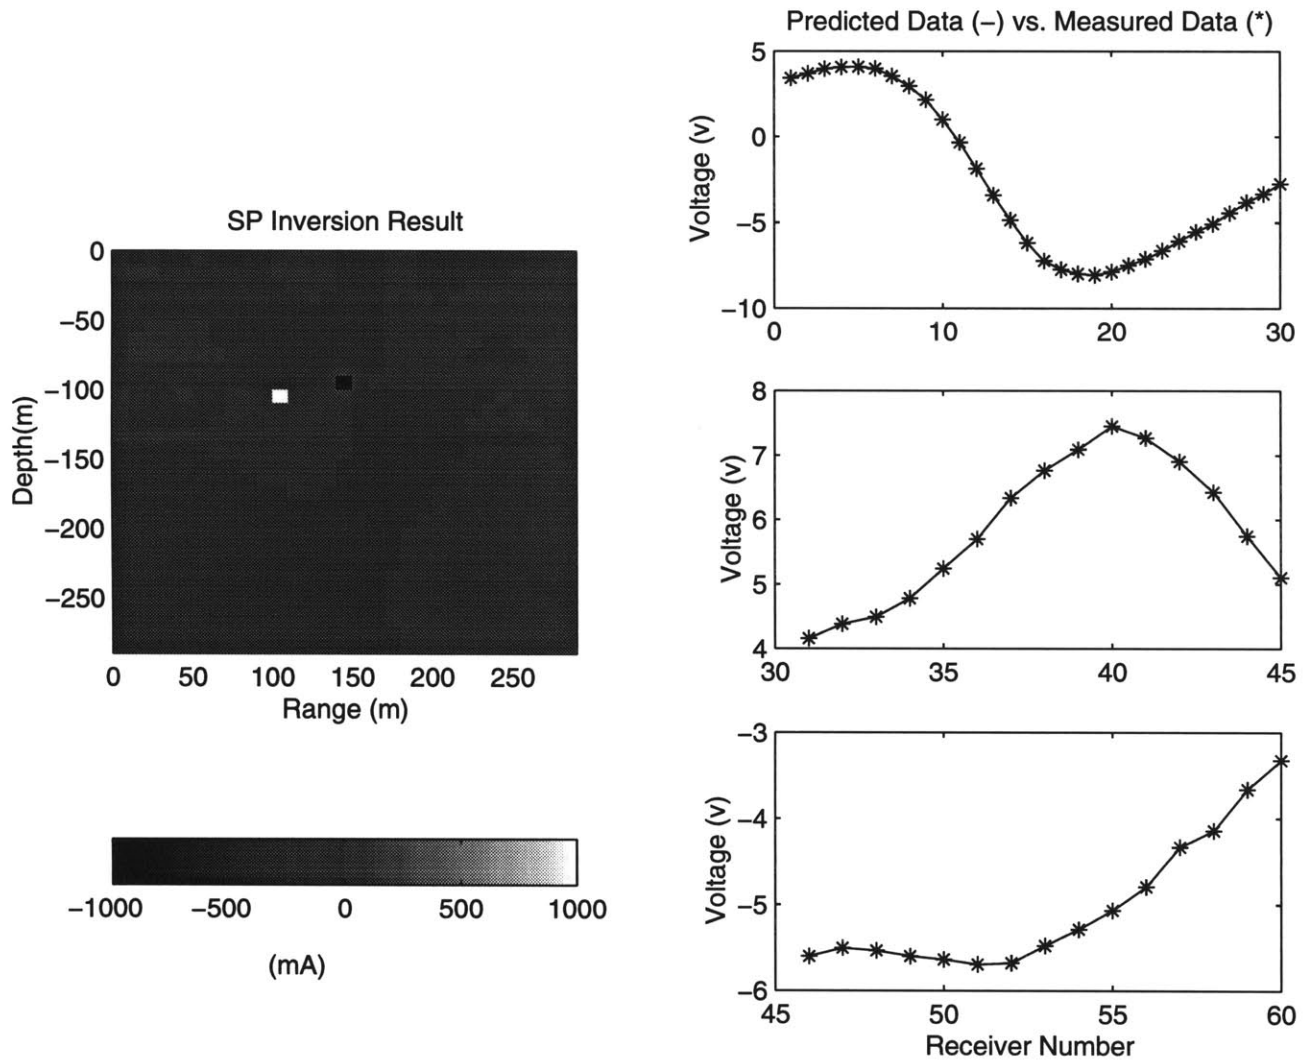 SP Inversion Result
0
−50
−100
−150
−200
−250
Depth(m)
0 50 100 150 200 250
Range (m)
−1000 −500 0 500 1000
(mA)
Predicted Data (−) vs. Measured Data (*)
5
0
−5
−10
Voltage (v)
0 10 20 30
8
7
6
5
4
Voltage (v)
30 35 40 45
−3
−4
−5
−6
Voltage (v)
45 50 55 60
Receiver Number